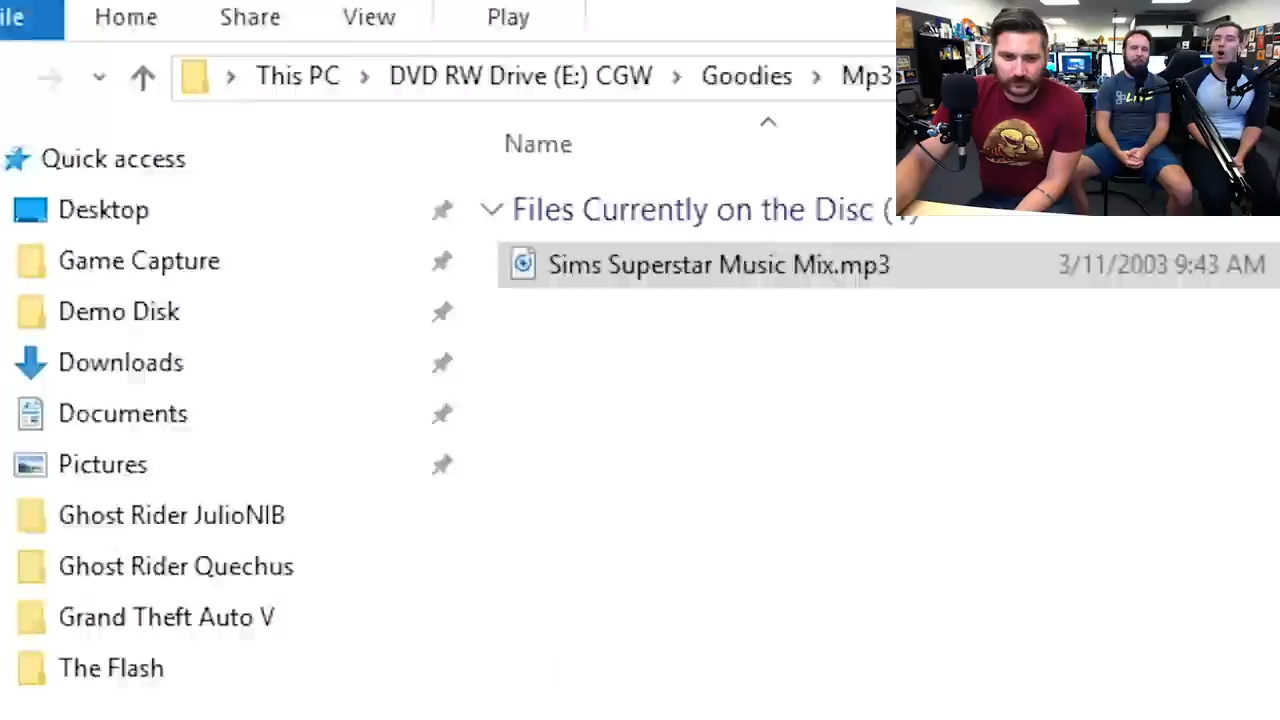 ile Home Share View Play
This PC > DVD RW Drive (E:) CGW > Goodies > Mp3
Name
Quick access
Desktop
Game Capture
Demo Disk
Downloads
Documents
Pictures
Ghost Rider JulioNIB
Ghost Rider Quechus
Grand Theft Auto V
The Flash
Files Currently on the Disc (
Sims Superstar Music Mix.mp3 3/11/2003 9:43 AM